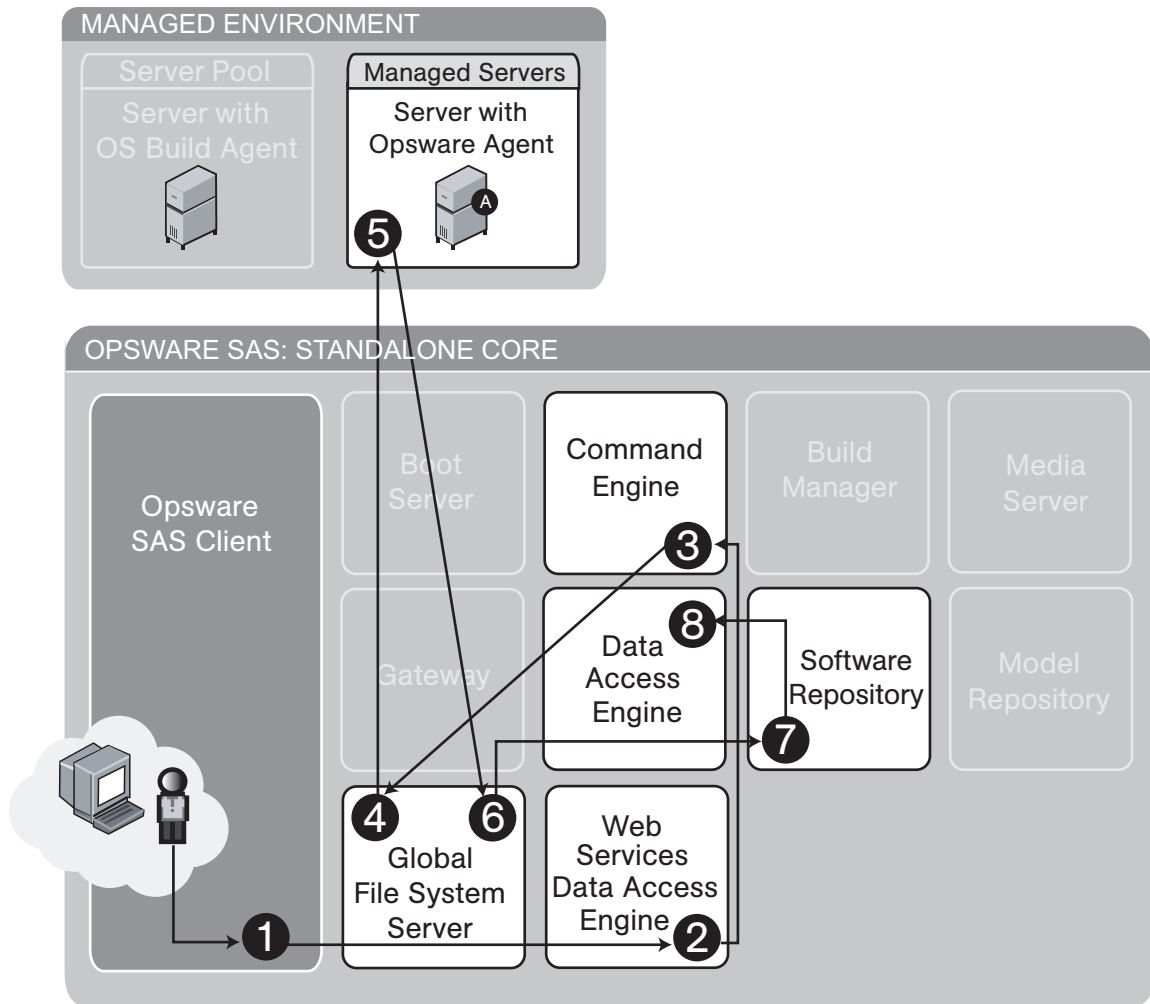 MANAGED ENVIRONMENT
Server Pool
Server with
OS Build Agent
Managed Servers
Server with
Opsware Agent
A
5
OPSWARE SAS: STANDALONE CORE
Opsware
SAS Client
Boot
Server
Command
Engine
3
Build
Manager
Media
Server
Gateway
8
Data
Access
Engine
Software
Repository
7
Model
Repository
4
6
Global
File System
Server
Web
Services
Data Access
Engine
2
1